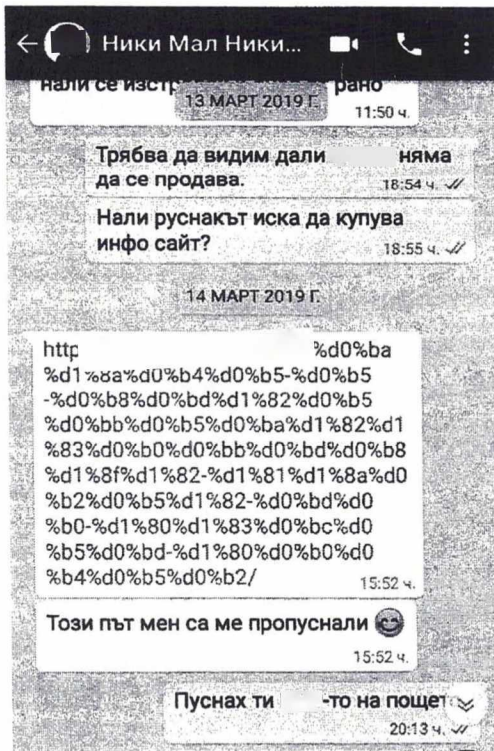 Ники Мал Ники...
нали се рано
13 МАРТ 2019 Г.
11:50 ч.
Трябва да видим дали няма
да се продава.
18:54 ч.
Нали руснакът иска да купува
инфо сайт?
18:55 ч.
14 МАРТ 2019 Г.
http %d0%ba
%d1%8a%d0%b4%d0%b5-%d0%b5
-%d0%b8%d0%bd%d1%82%d0%b5
%d0%bb%d0%b5%d0%ba%d1%82%d1
%83%d0%b0%d0%bb%d0%bd%d0%b8
%d1%8f%d1%82-%d1%81%d1%8a%d0
%b2%d0%b5%d1%82-%d0%bd%d0
%b0-%d1%80%d1%83%d0%bc%d0
%b5%d0%bd-%d1%80%d0%b0%d0
%b4%d0%b5%d0%b2/
15:52 ч.
Този път мен са ме пропуснали 😊
15:52 ч.
Пуснах ти -то на пощет
20:13 ч.